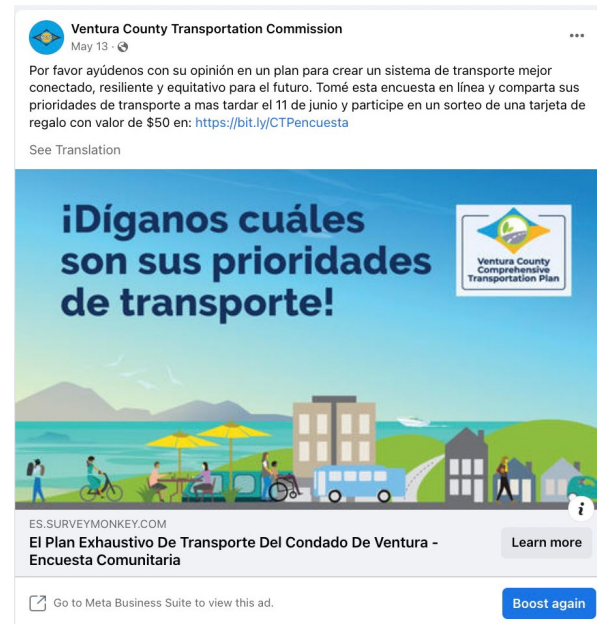 Ventura County Transportation Commission
May 13 ·
Por favor ayúdenos con su opinión en un plan para crear un sistema de transporte mejor
conectado, resiliente y equitativo para el futuro. Tomé esta encuesta en línea y comparta sus
prioridades de transporte a mas tardar el 11 de junio y participe en un sorteo de una tarjeta de
regalo con valor de $50 en: https://bit.ly/CTPencuesta
See Translation
¡Díganos cuáles
son sus prioridades
de transporte!
Ventura County
Comprehensive
Transportation Plan
ES.SURVEYMONKEY.COM
El Plan Exhaustivo De Transporte Del Condado De Ventura -
Encuesta Comunitaria
Learn more
Go to Meta Business Suite to view this ad.
Boost again